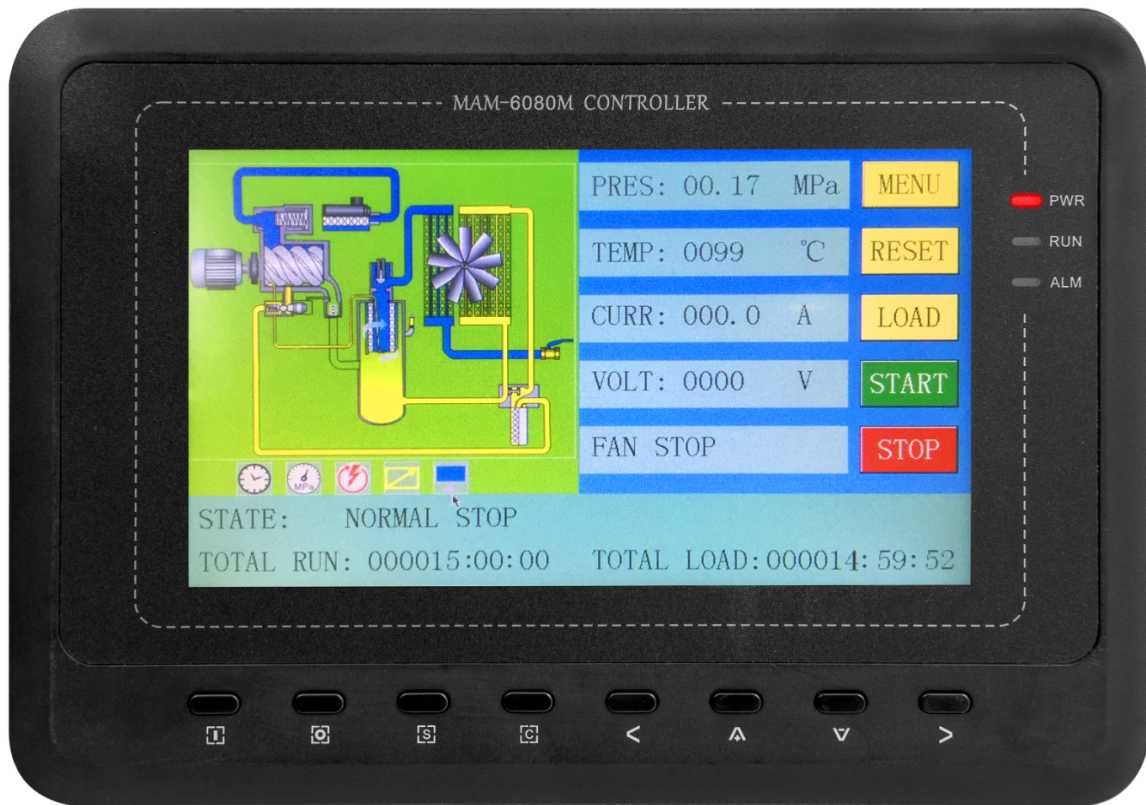 MAM-6080M CONTROLLER
PRES: 00.17 MPa MENU
TEMP: 0099 ℃ RESET
CURR: 000.0 A LOAD
VOLT: 0000 V START
FAN STOP STOP
MPa
STATE: NORMAL STOP
TOTAL RUN: 000015:00:00 TOTAL LOAD:000014:59:52
PWR
RUN
ALM
I O S C < ∧ ∨ >